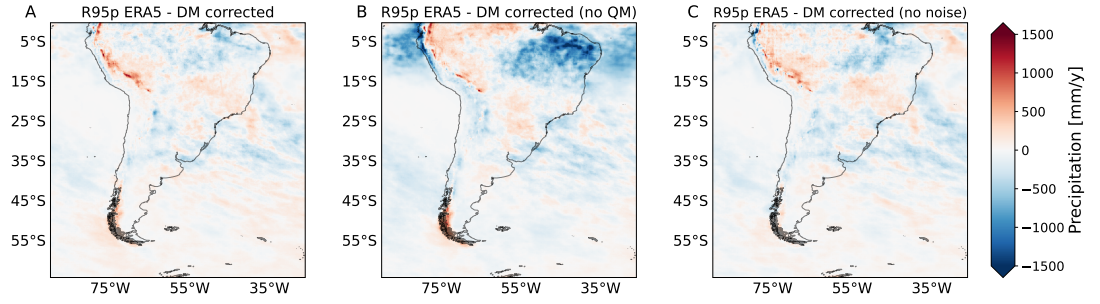 A R95p ERA5 - DM corrected
5°S
15°S
25°S
35°S
45°S
55°S
75°W 55°W 35°W
B R95p ERA5 - DM corrected (no QM)
5°S
15°S
25°S
35°S
45°S
55°S
75°W 55°W 35°W
C R95p ERA5 - DM corrected (no noise)
5°S
15°S
25°S
35°S
45°S
55°S
75°W 55°W 35°W
1500
1000
500
0
−500
−1000
−1500
Precipitation [mm/y]